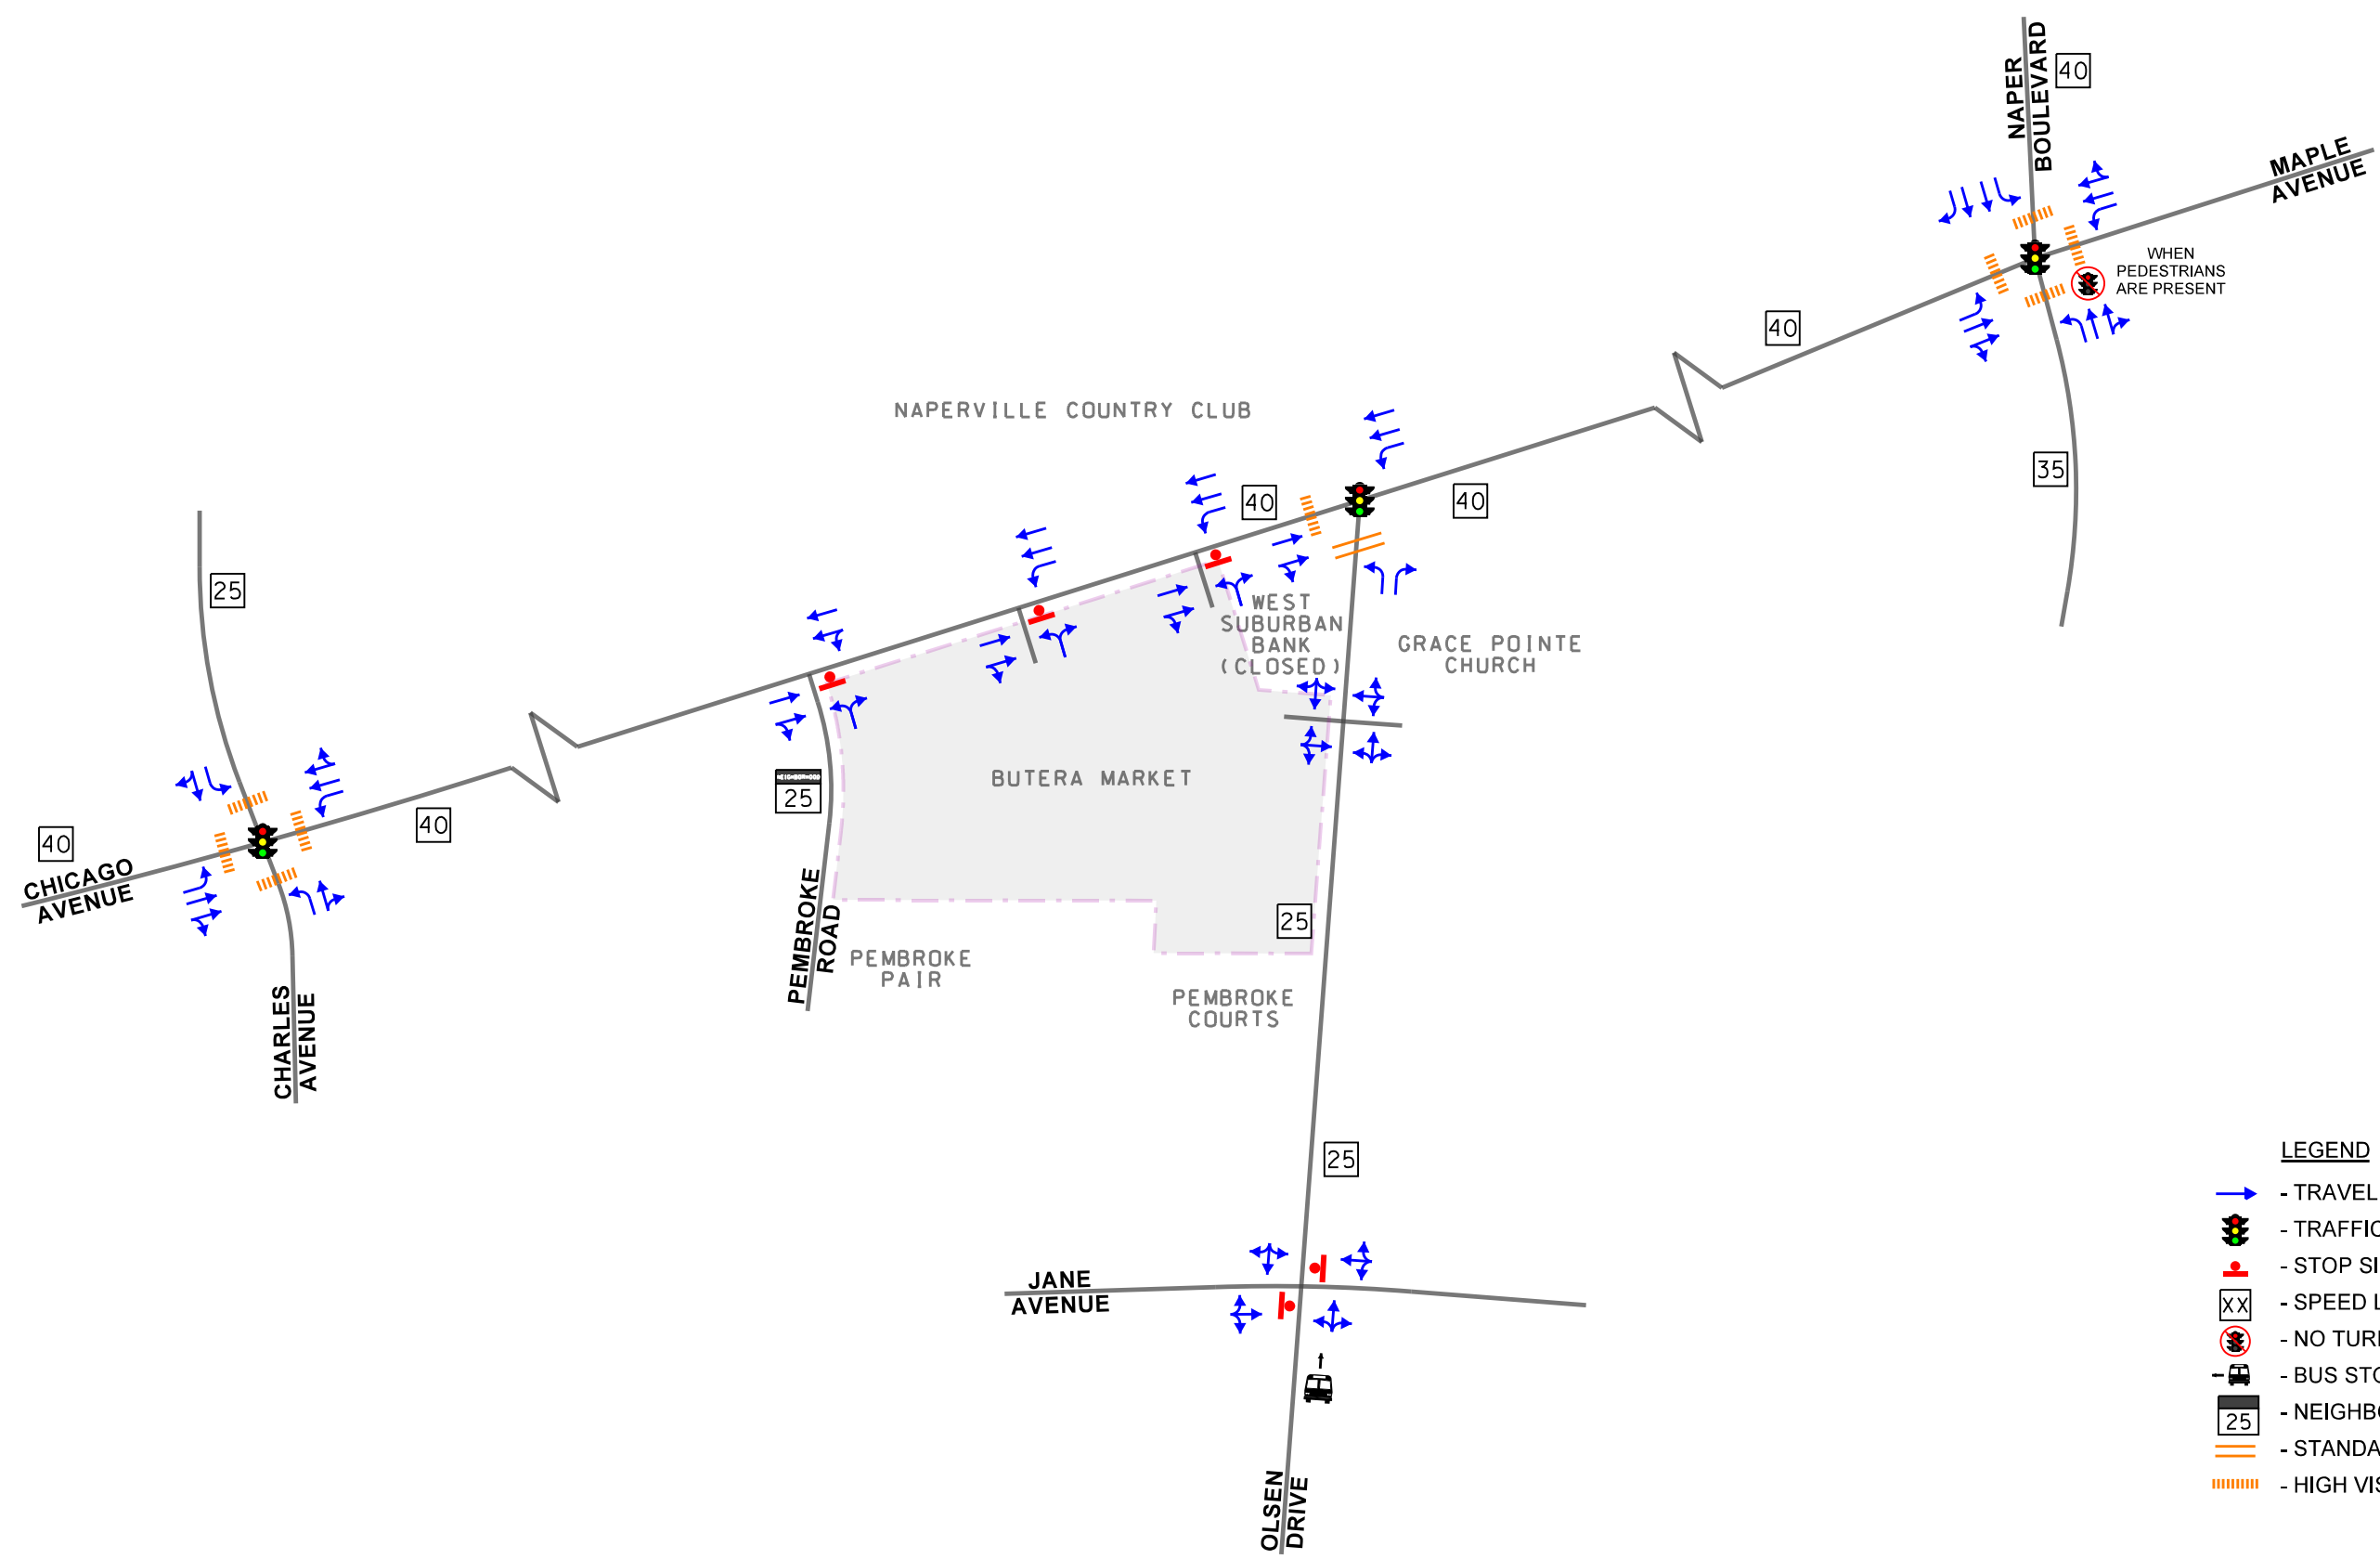 NAPER
BOULEVARD
40
MAPLE
AVENUE
WHEN
PEDESTRIANS
ARE PRESENT
40
35
NAPERVILLE COUNTRY CLUB
40
40
25
WEST
SUBURBAN
BANK
(CLOSED)
GRACE POINTE
CHURCH
BUTERA MARKET
25
40
40
CHICAGO
AVENUE
CHARLES
AVENUE
PEMBROKE
ROAD
PEMBROKE
PAIR
25
PEMBROKE
COURTS
25
JANE
AVENUE
OLSEN
DRIVE
LEGEND
- TRAVEL
- TRAFFIC
- STOP SI
XX - SPEED L
- NO TUR
- BUS STO
25 - NEIGHBO
- STANDA
- HIGH VIS